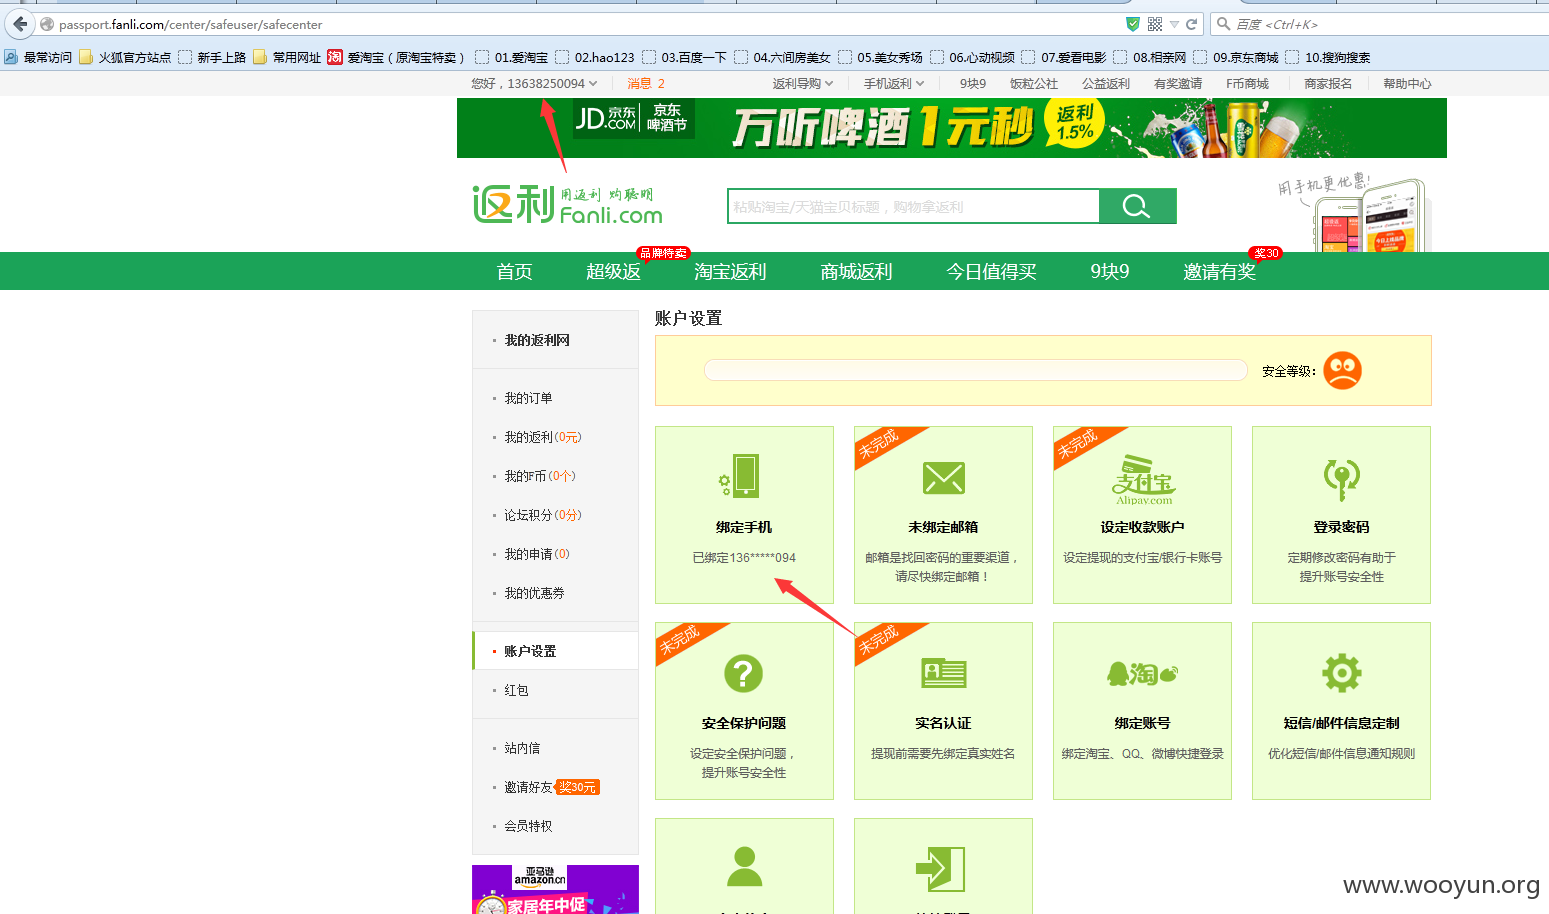 passport.fanli.com/center/safeuser/safecenter
百度 <Ctrl+K>
最常访问 火狐官方站点 新手上路 常用网址 淘 爱淘宝（原淘宝特卖） 01.爱淘宝 02.hao123 03.百度一下 04.六间房美女 05.美女秀场 06.心动视频 07.爱看电影 08.相亲网 09.京东商城 10.搜狗搜索
您好，13638250094 消息 2 返利导购 手机返利 9块9 饭粒公社 公益返利 有奖邀请 F币商城 商家报名 帮助中心
JD 京东 .COM 京东 啤酒节 万听啤酒1元秒 返利 1.5%
返利 用返利 购聪明 Fanli.com
粘贴淘宝/天猫宝贝标题，购物拿返利
用手机更优惠!
品牌特卖 奖30
首页 超级返 淘宝返利 商城返利 今日值得买 9块9 邀请有奖
账户设置
安全等级：
我的返利网
我的订单
我的返利(0元)
我的F币(0个)
论坛积分(0分)
我的申请(0)
我的优惠券
账户设置
红包
站内信
邀请好友 奖30元
会员特权
亚马逊
amazon.cn
家居年中促
绑定手机
已绑定136*****094
未完成
未绑定邮箱
邮箱是找回密码的重要渠道，
请尽快绑定邮箱！
未完成
支付宝
Alipay.com
设定收款账户
设定提现的支付宝/银行卡账号
登录密码
定期修改密码有助于
提升账号安全性
未完成
?
安全保护问题
设定安全保护问题，
提升账号安全性
未完成
实名认证
提现前需要先绑定真实姓名
淘
绑定账号
绑定淘宝、QQ、微博快捷登录
短信/邮件信息定制
优化短信/邮件信息通知规则
www.wooyun.org